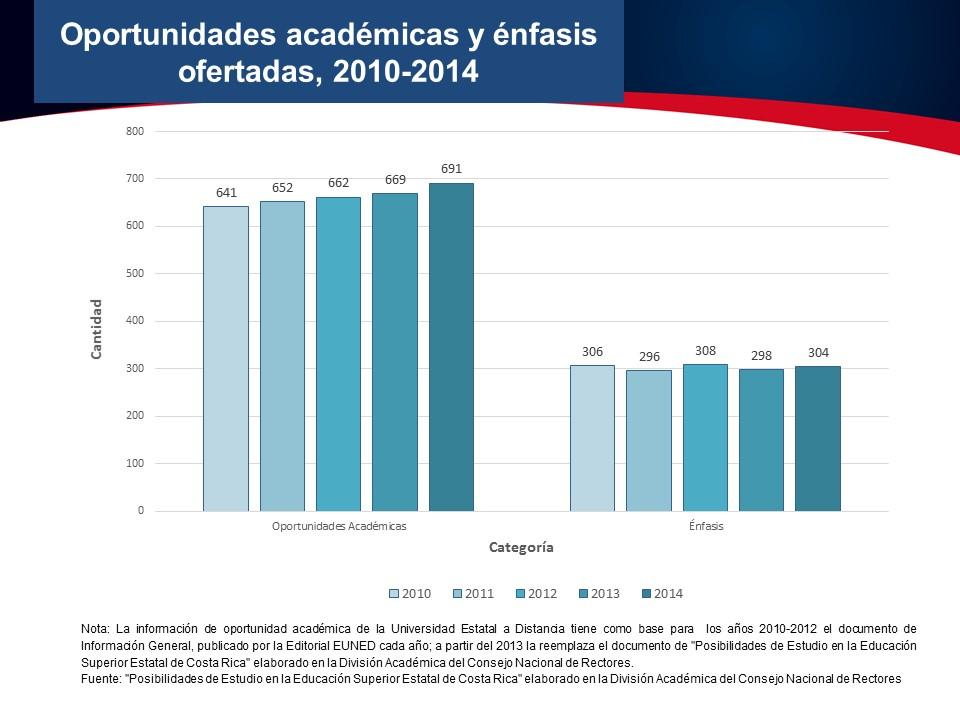 Oportunidades académicas y énfasis
ofertadas, 2010-2014
800
700
600
500
400
300
200
100
0
Cantidad
641
652
662
669
691
306
296
308
298
304
Oportunidades Académicas
Énfasis
Categoría
2010
2011
2012
2013
2014
Nota: La información de oportunidad académica de la Universidad Estatal a Distancia tiene como base para los años 2010-2012 el documento de
Información General, publicado por la Editorial EUNED cada año; a partir del 2013 la reemplaza el documento de "Posibilidades de Estudio en la Educación
Superior Estatal de Costa Rica" elaborado en la División Académica del Consejo Nacional de Rectores.
Fuente: "Posibilidades de Estudio en la Educación Superior Estatal de Costa Rica" elaborado en la División Académica del Consejo Nacional de Rectores